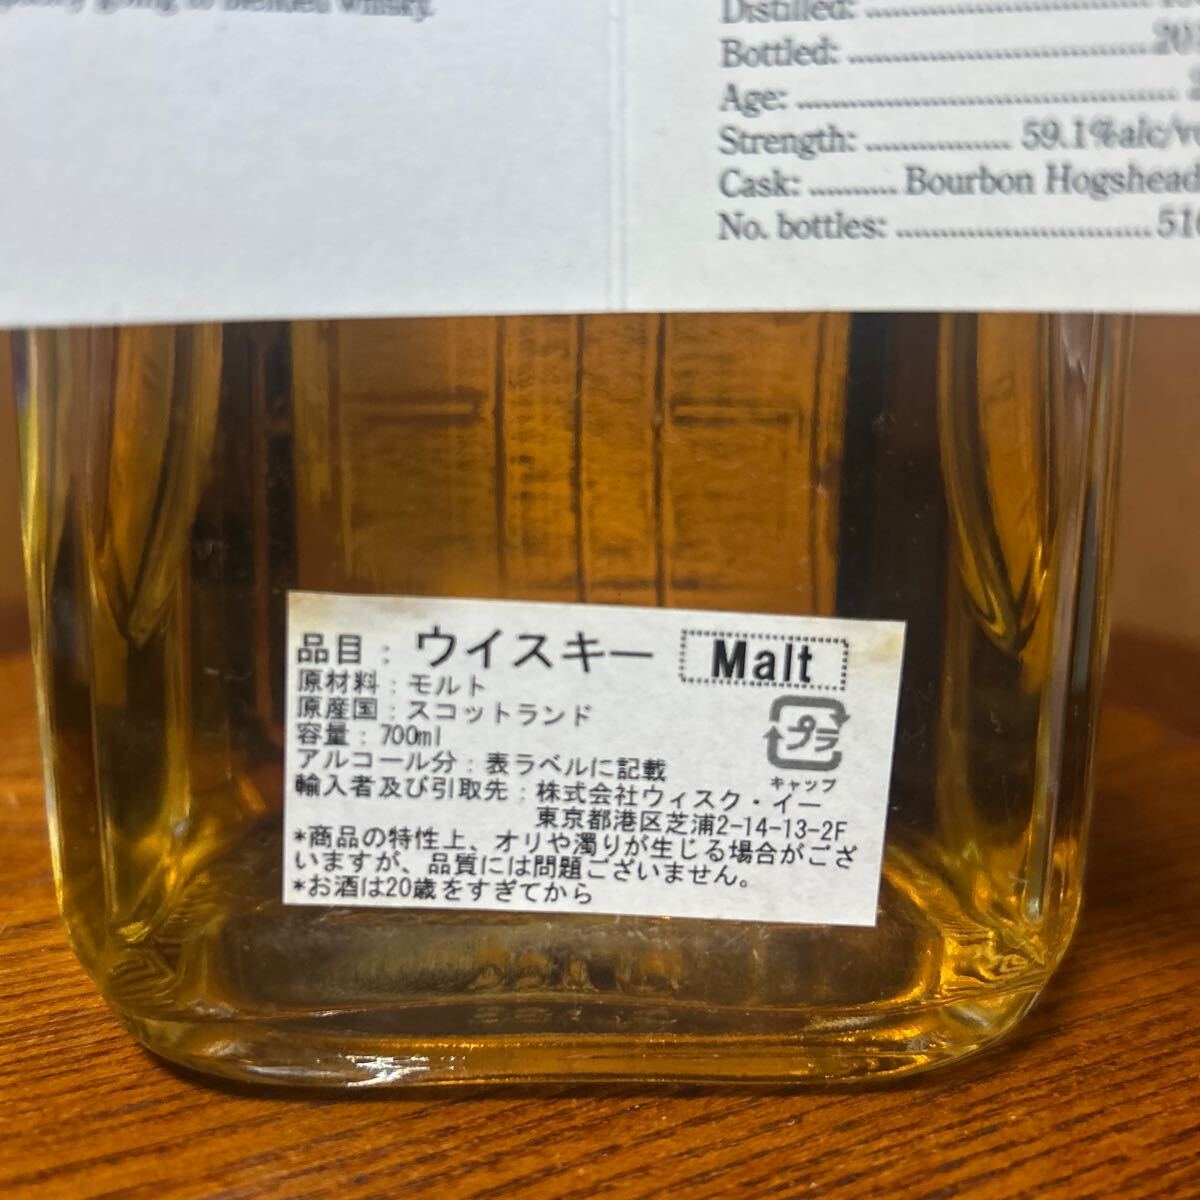 going to blended whisky.
Distilled:
Bottled:
Age:
Strength: 59.1%alc/vo
Cask: Bourbon Hogshead
No. bottles: 516
品目: ウイスキー Malt
原材料:モルト
原産国:スコットランド
容量:700ml
プラ
アルコール分:表ラベルに記載
キャップ
輸入者及び引取先:株式会社ウィスク・イー
東京都港区芝浦2-14-13-2F
*商品の特性上、オリや濁りが生じる場合がござ
いますが、品質には問題ございません。
*お酒は20歳をすぎてから